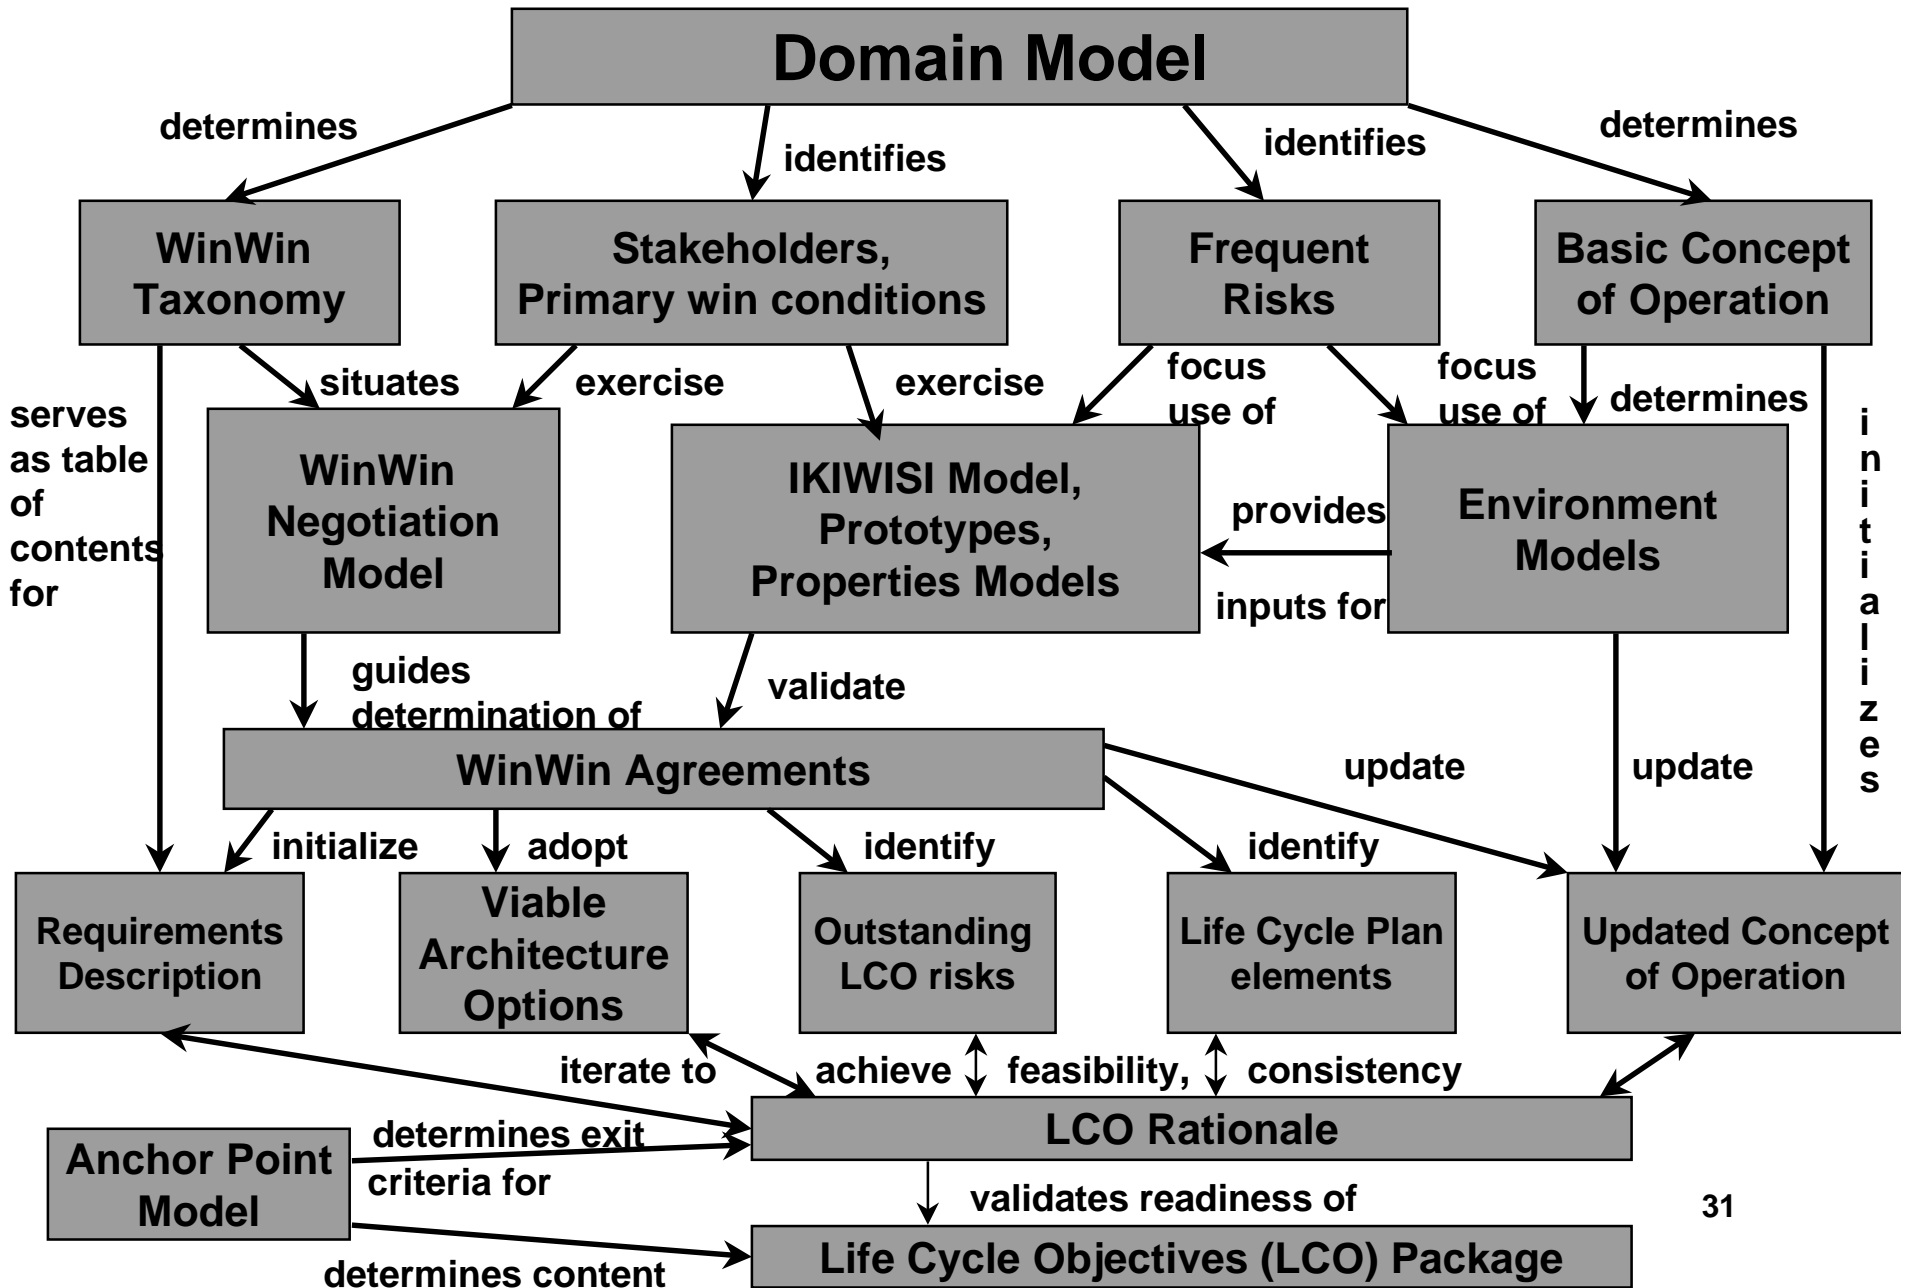 Domain Model
determines
identifies
identifies
determines
WinWin
Taxonomy
Stakeholders,
Primary win conditions
Frequent
Risks
Basic Concept
of Operation
serves
as table
of
contents
for
situates
exercise
exercise
focus
use of
focus
use of
determines
initializes
WinWin
Negotiation
Model
IKIWISI Model,
Prototypes,
Properties Models
provides
inputs for
Environment
Models
guides
determination of
validate
WinWin Agreements
update
update
initialize
adopt
identify
identify
Requirements
Description
Viable
Architecture
Options
Outstanding
LCO risks
Life Cycle Plan
elements
Updated Concept
of Operation
iterate to
achieve
feasibility,
consistency
LCO Rationale
Anchor Point
Model
determines exit
criteria for
validates readiness of
31
Life Cycle Objectives (LCO) Package
determines content